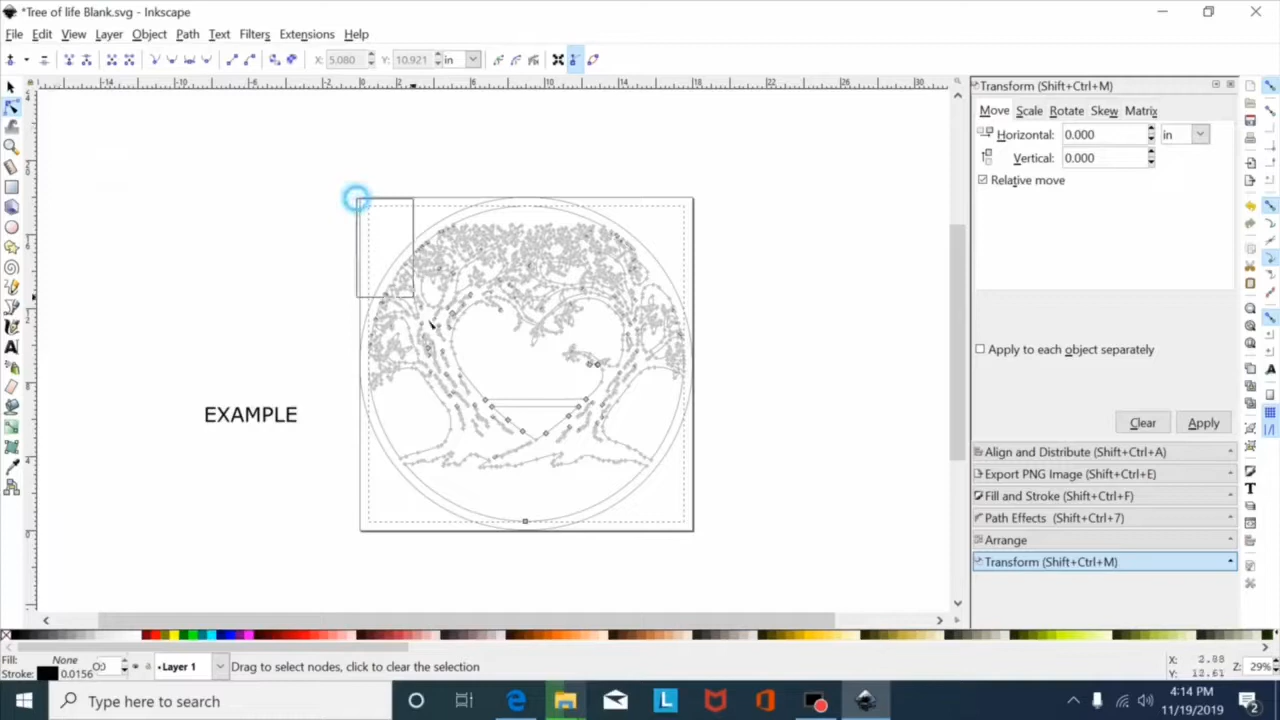 *Tree of life Blank.svg - Inkscape
File Edit View Layer Object Path Text Filters Extensions Help
X: 5.080 Y: 10.921 in
Transform (Shift+Ctrl+M)
Move Scale Rotate Skew Matrix
Horizontal: 0.000 in
Vertical: 0.000
Relative move
EXAMPLE
Apply to each object separately
Clear Apply
Align and Distribute (Shift+Ctrl+A)
Export PNG Image (Shift+Ctrl+E)
Fill and Stroke (Shift+Ctrl+F)
Path Effects (Shift+Ctrl+7)
Arrange
Transform (Shift+Ctrl+M)
Fill: None
Stroke: 0.0156 O: Layer 1 Drag to select nodes, click to clear the selection
X: 2.88
Y: 12.61 Z: 29%
Type here to search
4:14 PM
11/19/2019